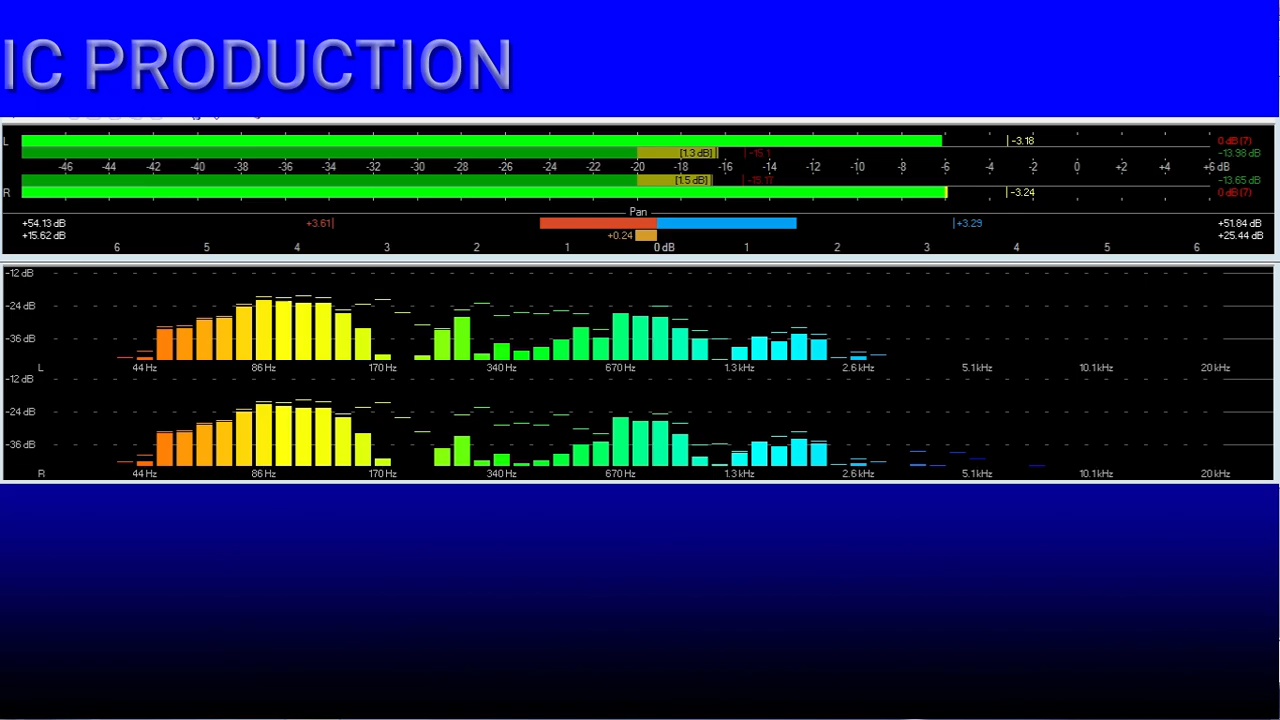 IC PRODUCTION
L -3.18 0 dB (7)
[1.3 dB] -15.1 -13.98 dB
-46 -44 -42 -40 -38 -36 -34 -32 -30 -28 -26 -24 -22 -20 -18 -16 -14 -12 -10 -8 -6 -4 -2 0 +2 +4 +6 dB
[1.5 dB] -15.17 -13.65 dB
R -3.24 0 dB (7)
Pan
+54.13 dB +3.61 +3.29 +51.84 dB
+15.62 dB +0.24 +25.44 dB
6 5 4 3 2 1 0 dB 1 2 3 4 5 6
-12 dB
-24 dB
-36 dB
L 44 Hz 86 Hz 170 Hz 340 Hz 670 Hz 1.3 kHz 2.6 kHz 5.1 kHz 10.1 kHz 20 kHz
-12 dB
-24 dB
-36 dB
R 44 Hz 86 Hz 170 Hz 340 Hz 670 Hz 1.3 kHz 2.6 kHz 5.1 kHz 10.1 kHz 20 kHz